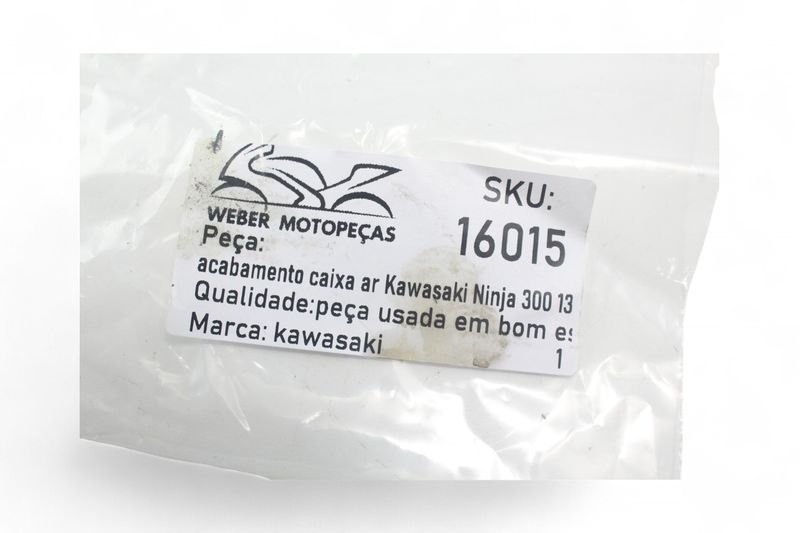 WEBER MOTOPEÇAS
SKU:
16015
Peça:
acabamento caixa ar Kawasaki Ninja 300 13
Qualidade:peça usada em bom es
Marca: kawasaki
1